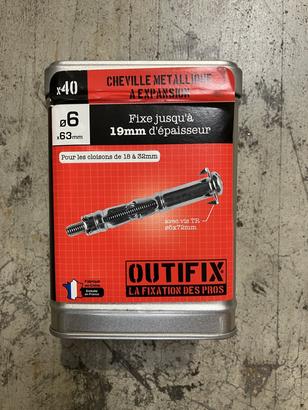 x40
CHEVILLE METALLIQUE
A EXPANSION
ø6
x63mm
Fixe jusqu'à
19mm d'épaisseur
Pour les cloisons de 18 à 32mm
avec vis TR
ø6x72mm
OUTIFIX
LA FIXATION DES PROS